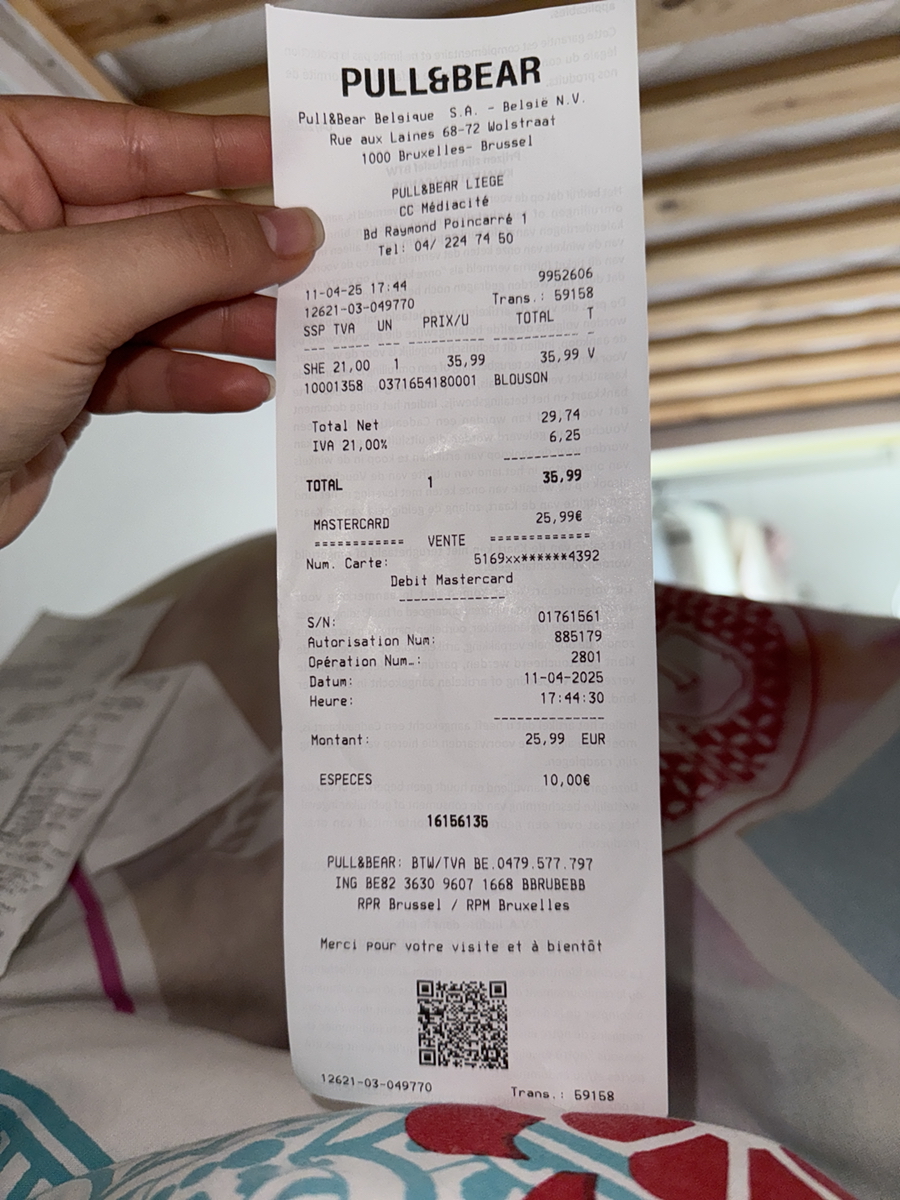 PULL&BEAR
Pull&Bear Belgique S.A. - België N.V.
Rue aux Laines 68-72 Wolstraat
1000 Bruxelles- Brussel
PULL&BEAR LIEGE
CC Médiacité
Bd Raymond Poincarré 1
Tel: 04/ 224 74 50
11-04-25 17:44 9952606
12621-03-049770 Trans.: 59158
SSP TVA UN PRIX/U TOTAL T
--- ----- --- ---------- ----------- -
SHE 21,00 1 35,99 35,99 V
10001358 0371654180001 BLOUSON
Total Net 29,74
IVA 21,00% 6,25
----------
TOTAL 1 35,99
MASTERCARD 25,99€
============ VENTE =============
Num. Carte: 5169xx******4392
Debit Mastercard
--------------
S/N: 01761561
Autorisation Num: 885179
Opération Num.: 2801
Datum: 11-04-2025
Heure: 17:44:30
--------------
Montant: 25,99 EUR
ESPECES 10,00€
16156135
PULL&BEAR: BTW/TVA BE.0479.577.797
ING BE82 3630 9607 1668 BBRUBEBB
RPR Brussel / RPM Bruxelles
Merci pour votre visite et à bientôt
12621-03-049770 Trans.: 59158